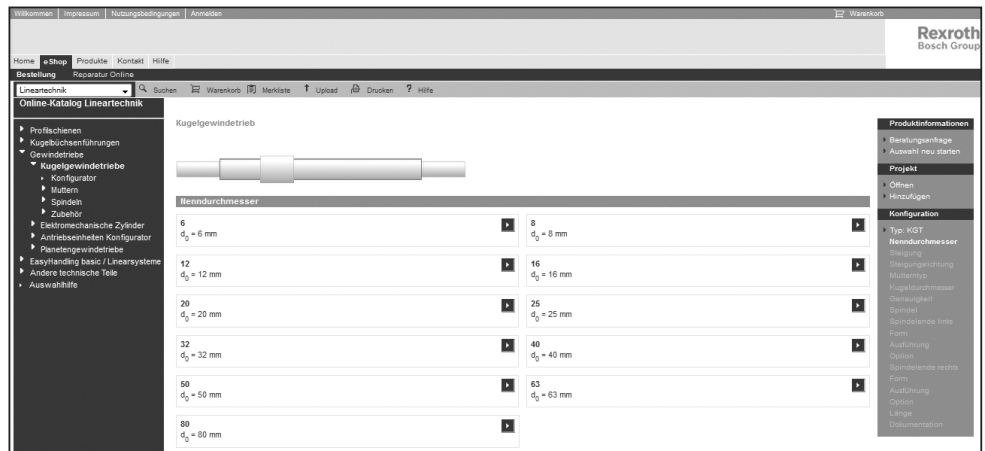 Willkommen | Impressum | Nutzungsbedingungen | Anmelden
Warenkorb
Rexroth
Bosch Group
Home eShop Produkte Kontakt Hilfe
Bestellung Reparatur Online
Lineartechnik Suchen Warenkorb Merkliste Upload Drucken ? Hilfe
Online-Katalog Lineartechnik
Profilschienen
Kugelbüchsenführungen
Gewindetriebe
Kugelgewindetriebe
Konfigurator
Muttern
Spindeln
Zubehör
Elektromechanische Zylinder
Antriebseinheiten Konfigurator
Planetengewindetriebe
EasyHandling basic / Linearsysteme
Andere technische Teile
Auswahlhilfe
Kugelgewindetrieb
Nenndurchmesser
6
d0 = 6 mm
8
d0 = 8 mm
12
d0 = 12 mm
16
d0 = 16 mm
20
d0 = 20 mm
25
d0 = 25 mm
32
d0 = 32 mm
40
d0 = 40 mm
50
d0 = 50 mm
63
d0 = 63 mm
80
d0 = 80 mm
Produktinformationen
Beratungsanfrage
Auswahl neu starten
Projekt
Öffnen
Hinzufügen
Konfiguration
Typ: KGT
Nenndurchmesser
Steigung
Steigungsrichtung
Mutterntyp
Kugeldurchmesser
Genauigkeit
Spindel
Spindelende links
Form
Ausführung
Option
Spindelende rechts
Form
Ausführung
Option
Länge
Dokumentation